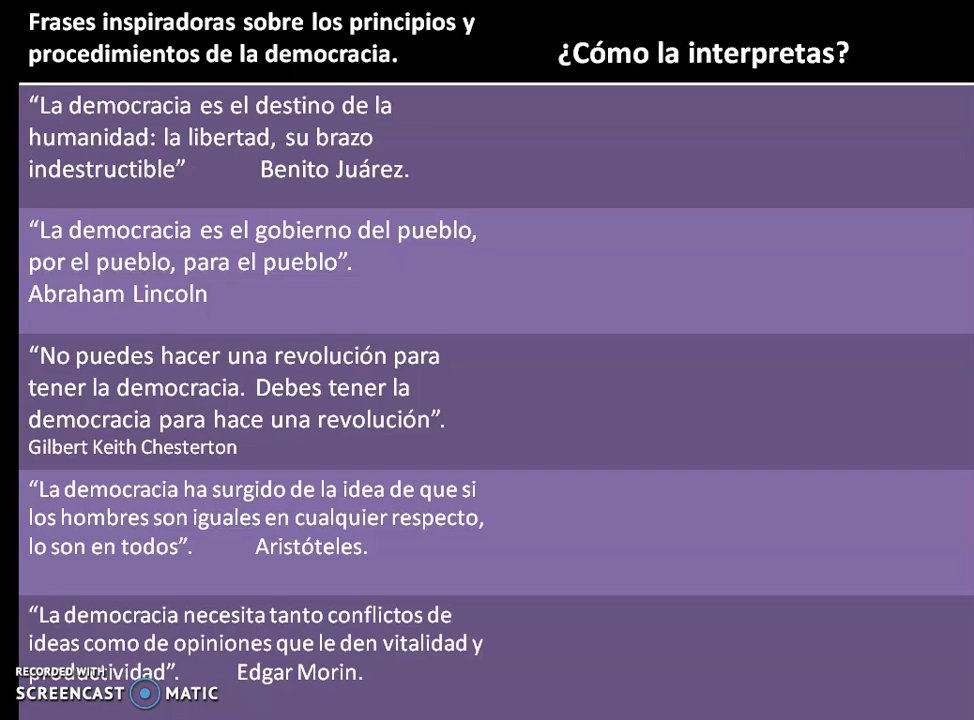 Frases inspiradoras sobre los principios y
procedimientos de la democracia.
¿Cómo la interpretas?
“La democracia es el destino de la
humanidad: la libertad, su brazo
indestructible” Benito Juárez.
“La democracia es el gobierno del pueblo,
por el pueblo, para el pueblo”.
Abraham Lincoln
“No puedes hacer una revolución para
tener la democracia. Debes tener la
democracia para hace una revolución”.
Gilbert Keith Chesterton
“La democracia ha surgido de la idea de que si
los hombres son iguales en cualquier respecto,
lo son en todos”. Aristóteles.
“La democracia necesita tanto conflictos de
ideas como de opiniones que le den vitalidad y
productividad”. Edgar Morin.
RECORDED WITH
SCREENCAST MATIC